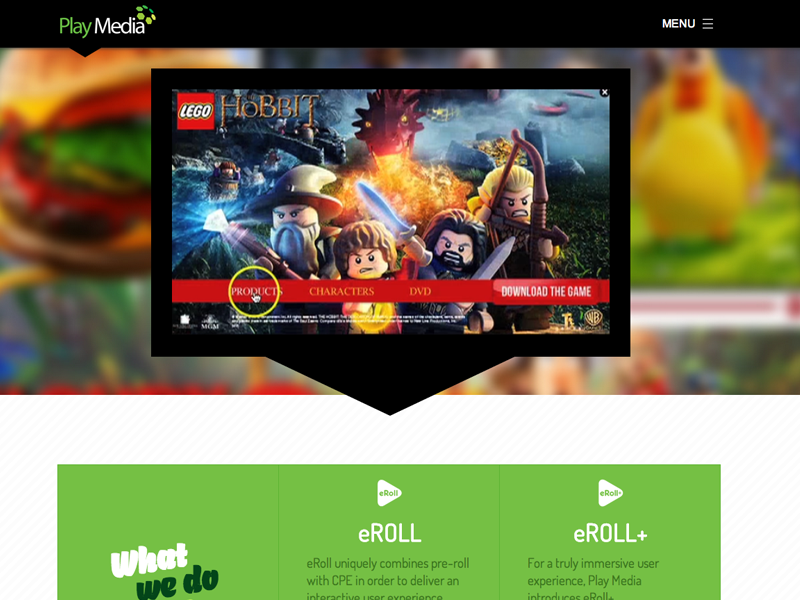 Play Media
MENU
LEGO
THE HOBBIT
PRODUCTS
CHARACTERS
DVD
DOWNLOAD THE GAME
MGM
WB
What
we do
eRoll
eROLL
eRoll uniquely combines pre-roll
with CPE in order to deliver an
interactive user experience
eRoll+
eROLL+
For a truly immersive user
experience, Play Media
introduces eRoll+